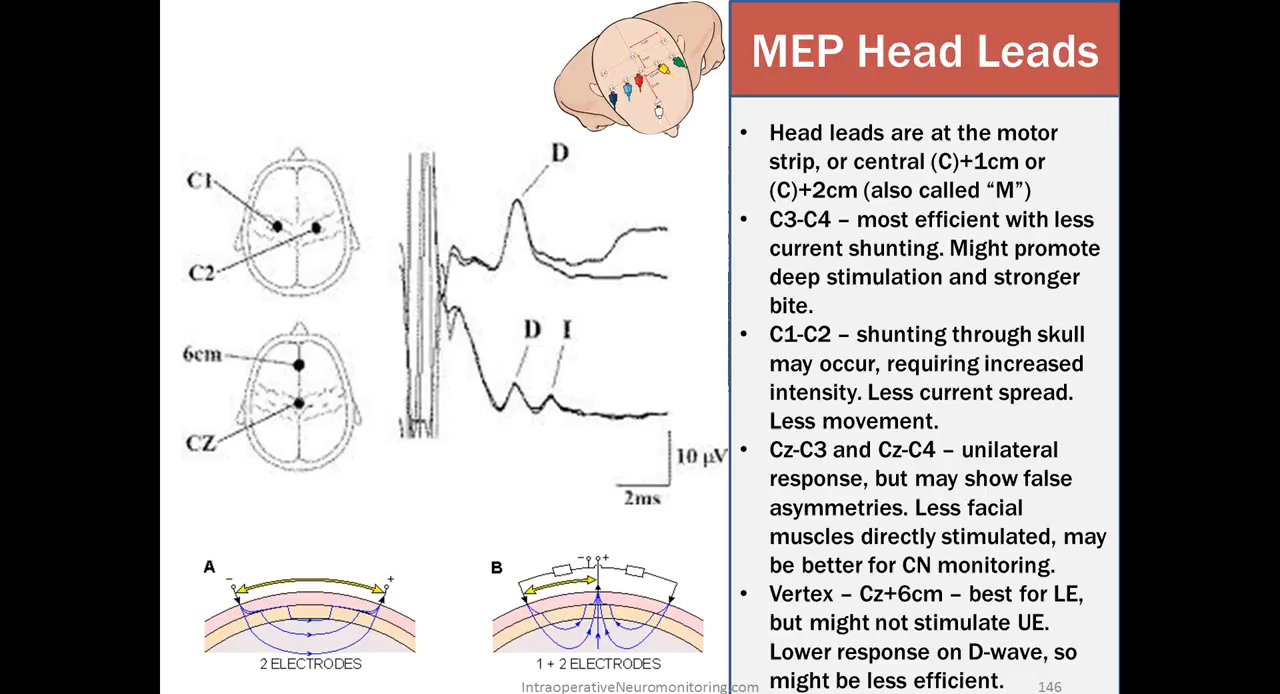 MEP Head Leads
• Head leads are at the motor
strip, or central (C)+1cm or
(C)+2cm (also called “M”)
• C3-C4 – most efficient with less
current shunting. Might promote
deep stimulation and stronger
bite.
• C1-C2 – shunting through skull
may occur, requiring increased
intensity. Less current spread.
Less movement.
• Cz-C3 and Cz-C4 – unilateral
response, but may show false
asymmetries. Less facial
muscles directly stimulated, may
be better for CN monitoring.
• Vertex – Cz+6cm – best for LE,
but might not stimulate UE.
Lower response on D-wave, so
might be less efficient.
C1
C2
D
6cm
CZ
D I
10 μV
2ms
A
- +
2 ELECTRODES
B
- +
1 + 2 ELECTRODES
IntraoperativeNeuromonitoring.com
146